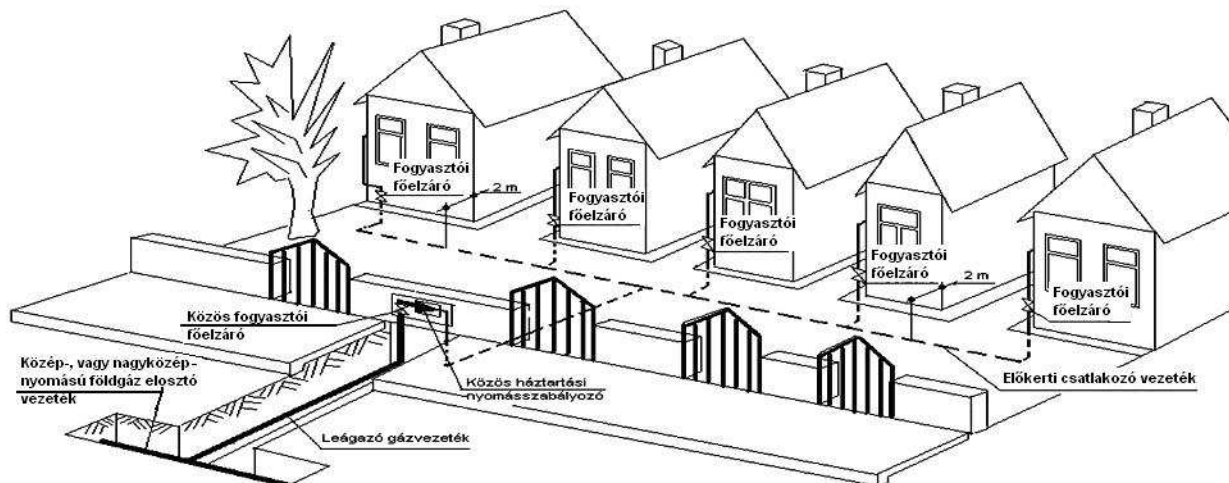 Fogyasztói
főelzáró
2 m
Fogyasztói
főelzáró
Fogyasztói
főelzáró
Fogyasztói
főelzáró
2 m
Fogyasztói
főelzáró
Közös fogyasztói
főelzáró
Közép-, vagy nagyközép-
nyomású földgáz elosztó
vezeték
Közös háztartási
nyomásszabályozó
Előkerti csatlakozó vezeték
Leágazó gázvezeték